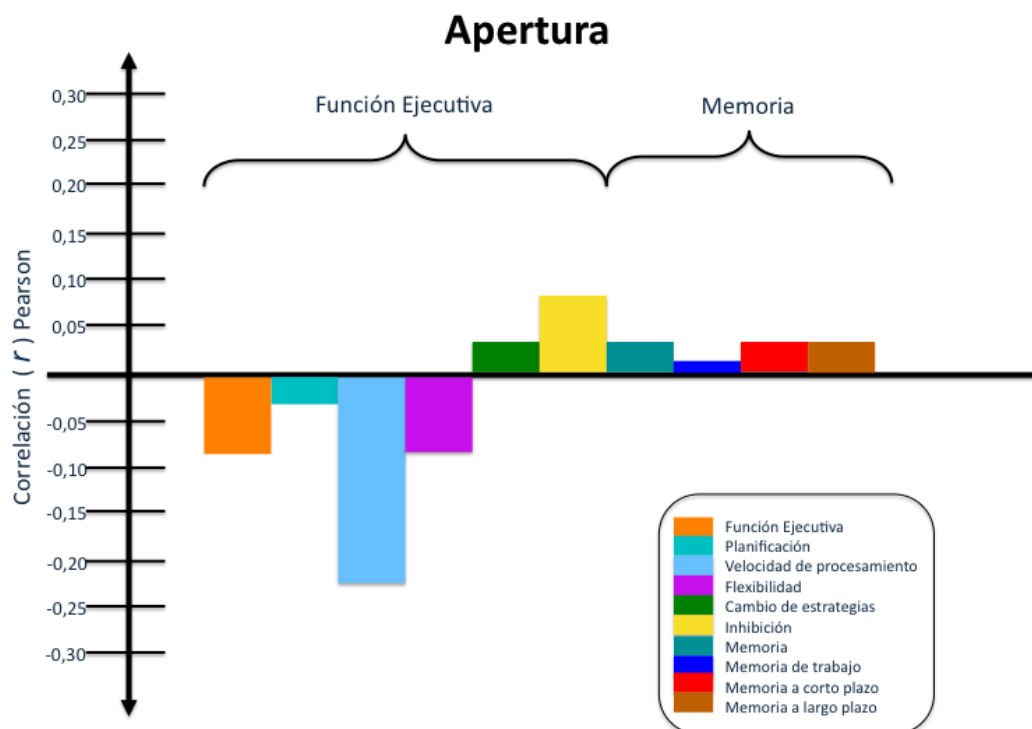 Apertura
Función Ejecutiva
Memoria
Correlación ( r ) Pearson
0,30
0,25
0,20
0,15
0,10
0,05
-0,05
-0,10
-0,15
-0,20
-0,25
-0,30
Función Ejecutiva
Planificación
Velocidad de procesamiento
Flexibilidad
Cambio de estrategias
Inhibición
Memoria
Memoria de trabajo
Memoria a corto plazo
Memoria a largo plazo